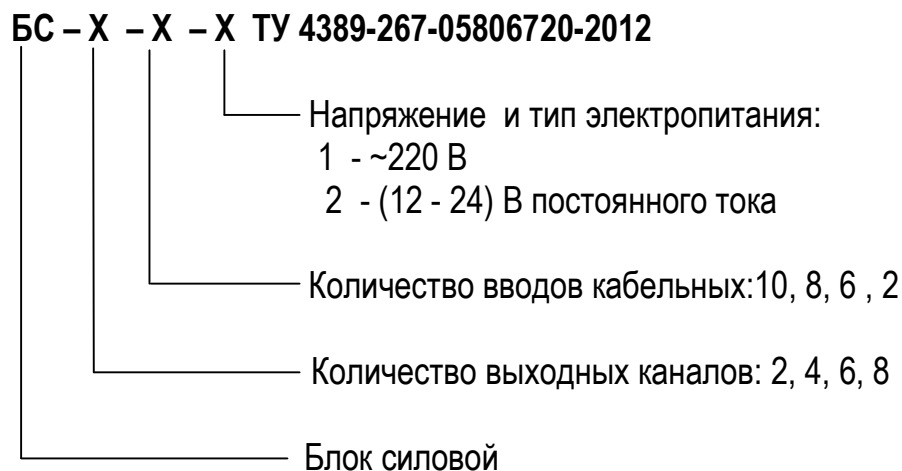 БС – Х – Х – Х ТУ 4389-267-05806720-2012
Напряжение и тип электропитания:
1 - ~220 В
2 - (12 - 24) В постоянного тока
Количество вводов кабельных:10, 8, 6 , 2
Количество выходных каналов: 2, 4, 6, 8
Блок силовой